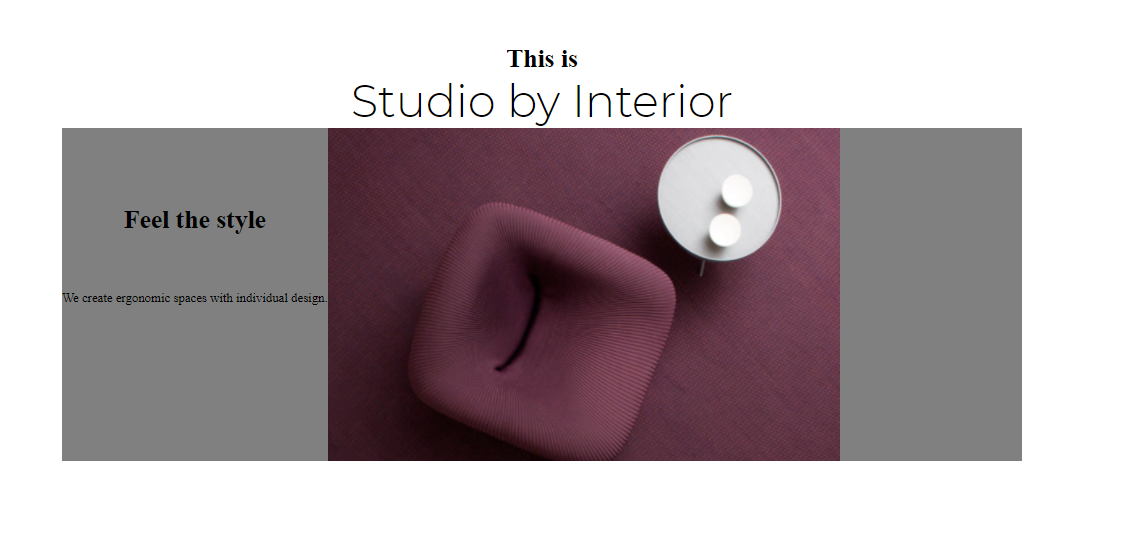 This is
Studio by Interior
Feel the style
We create ergonomic spaces with individual design.